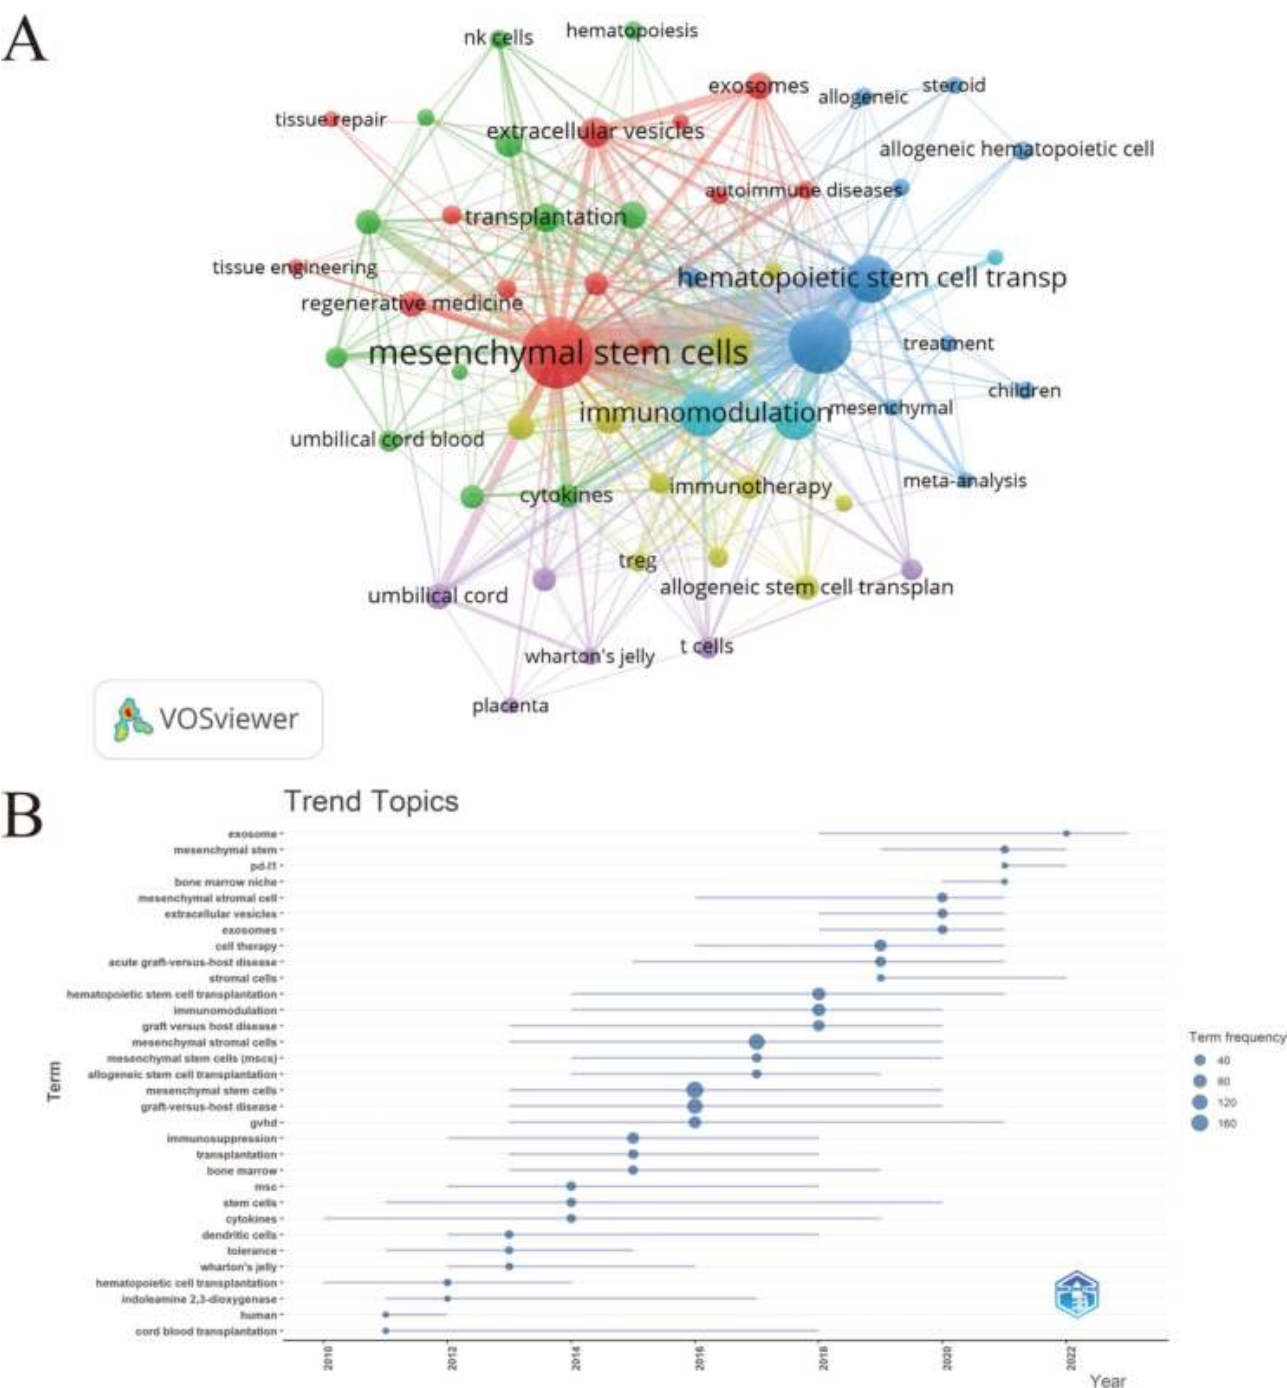 A
nk cells
hematopoiesis
exosomes
allogeneic
steroid
tissue repair
extracellular vesicles
allogeneic hematopoietic cell
autoimmune diseases
transplantation
tissue engineering
hematopoietic stem cell transp
regenerative medicine
mesenchymal stem cells
treatment
children
immunomodulation
mesenchymal
umbilical cord blood
cytokines
immunotherapy
meta-analysis
treg
allogeneic stem cell transplan
umbilical cord
t cells
wharton's jelly
placenta
VOSviewer
B
Trend Topics
exosome
mesenchymal stem
pd-l1
bone marrow niche
mesenchymal stromal cell
extracellular vesicles
exosomes
cell therapy
acute graft-versus-host disease
stromal cells
hematopoietic stem cell transplantation
immunomodulation
graft versus host disease
mesenchymal stromal cells
mesenchymal stem cells (mscs)
allogeneic stem cell transplantation
mesenchymal stem cells
graft-versus-host disease
gvhd
immunosuppression
transplantation
bone marrow
msc
stem cells
cytokines
dendritic cells
tolerance
wharton's jelly
hematopoietic cell transplantation
indoleamine 2,3-dioxygenase
human
cord blood transplantation
Term
2010
2012
2014
2016
2018
2020
2022
Year
Term frequency
40
80
120
160